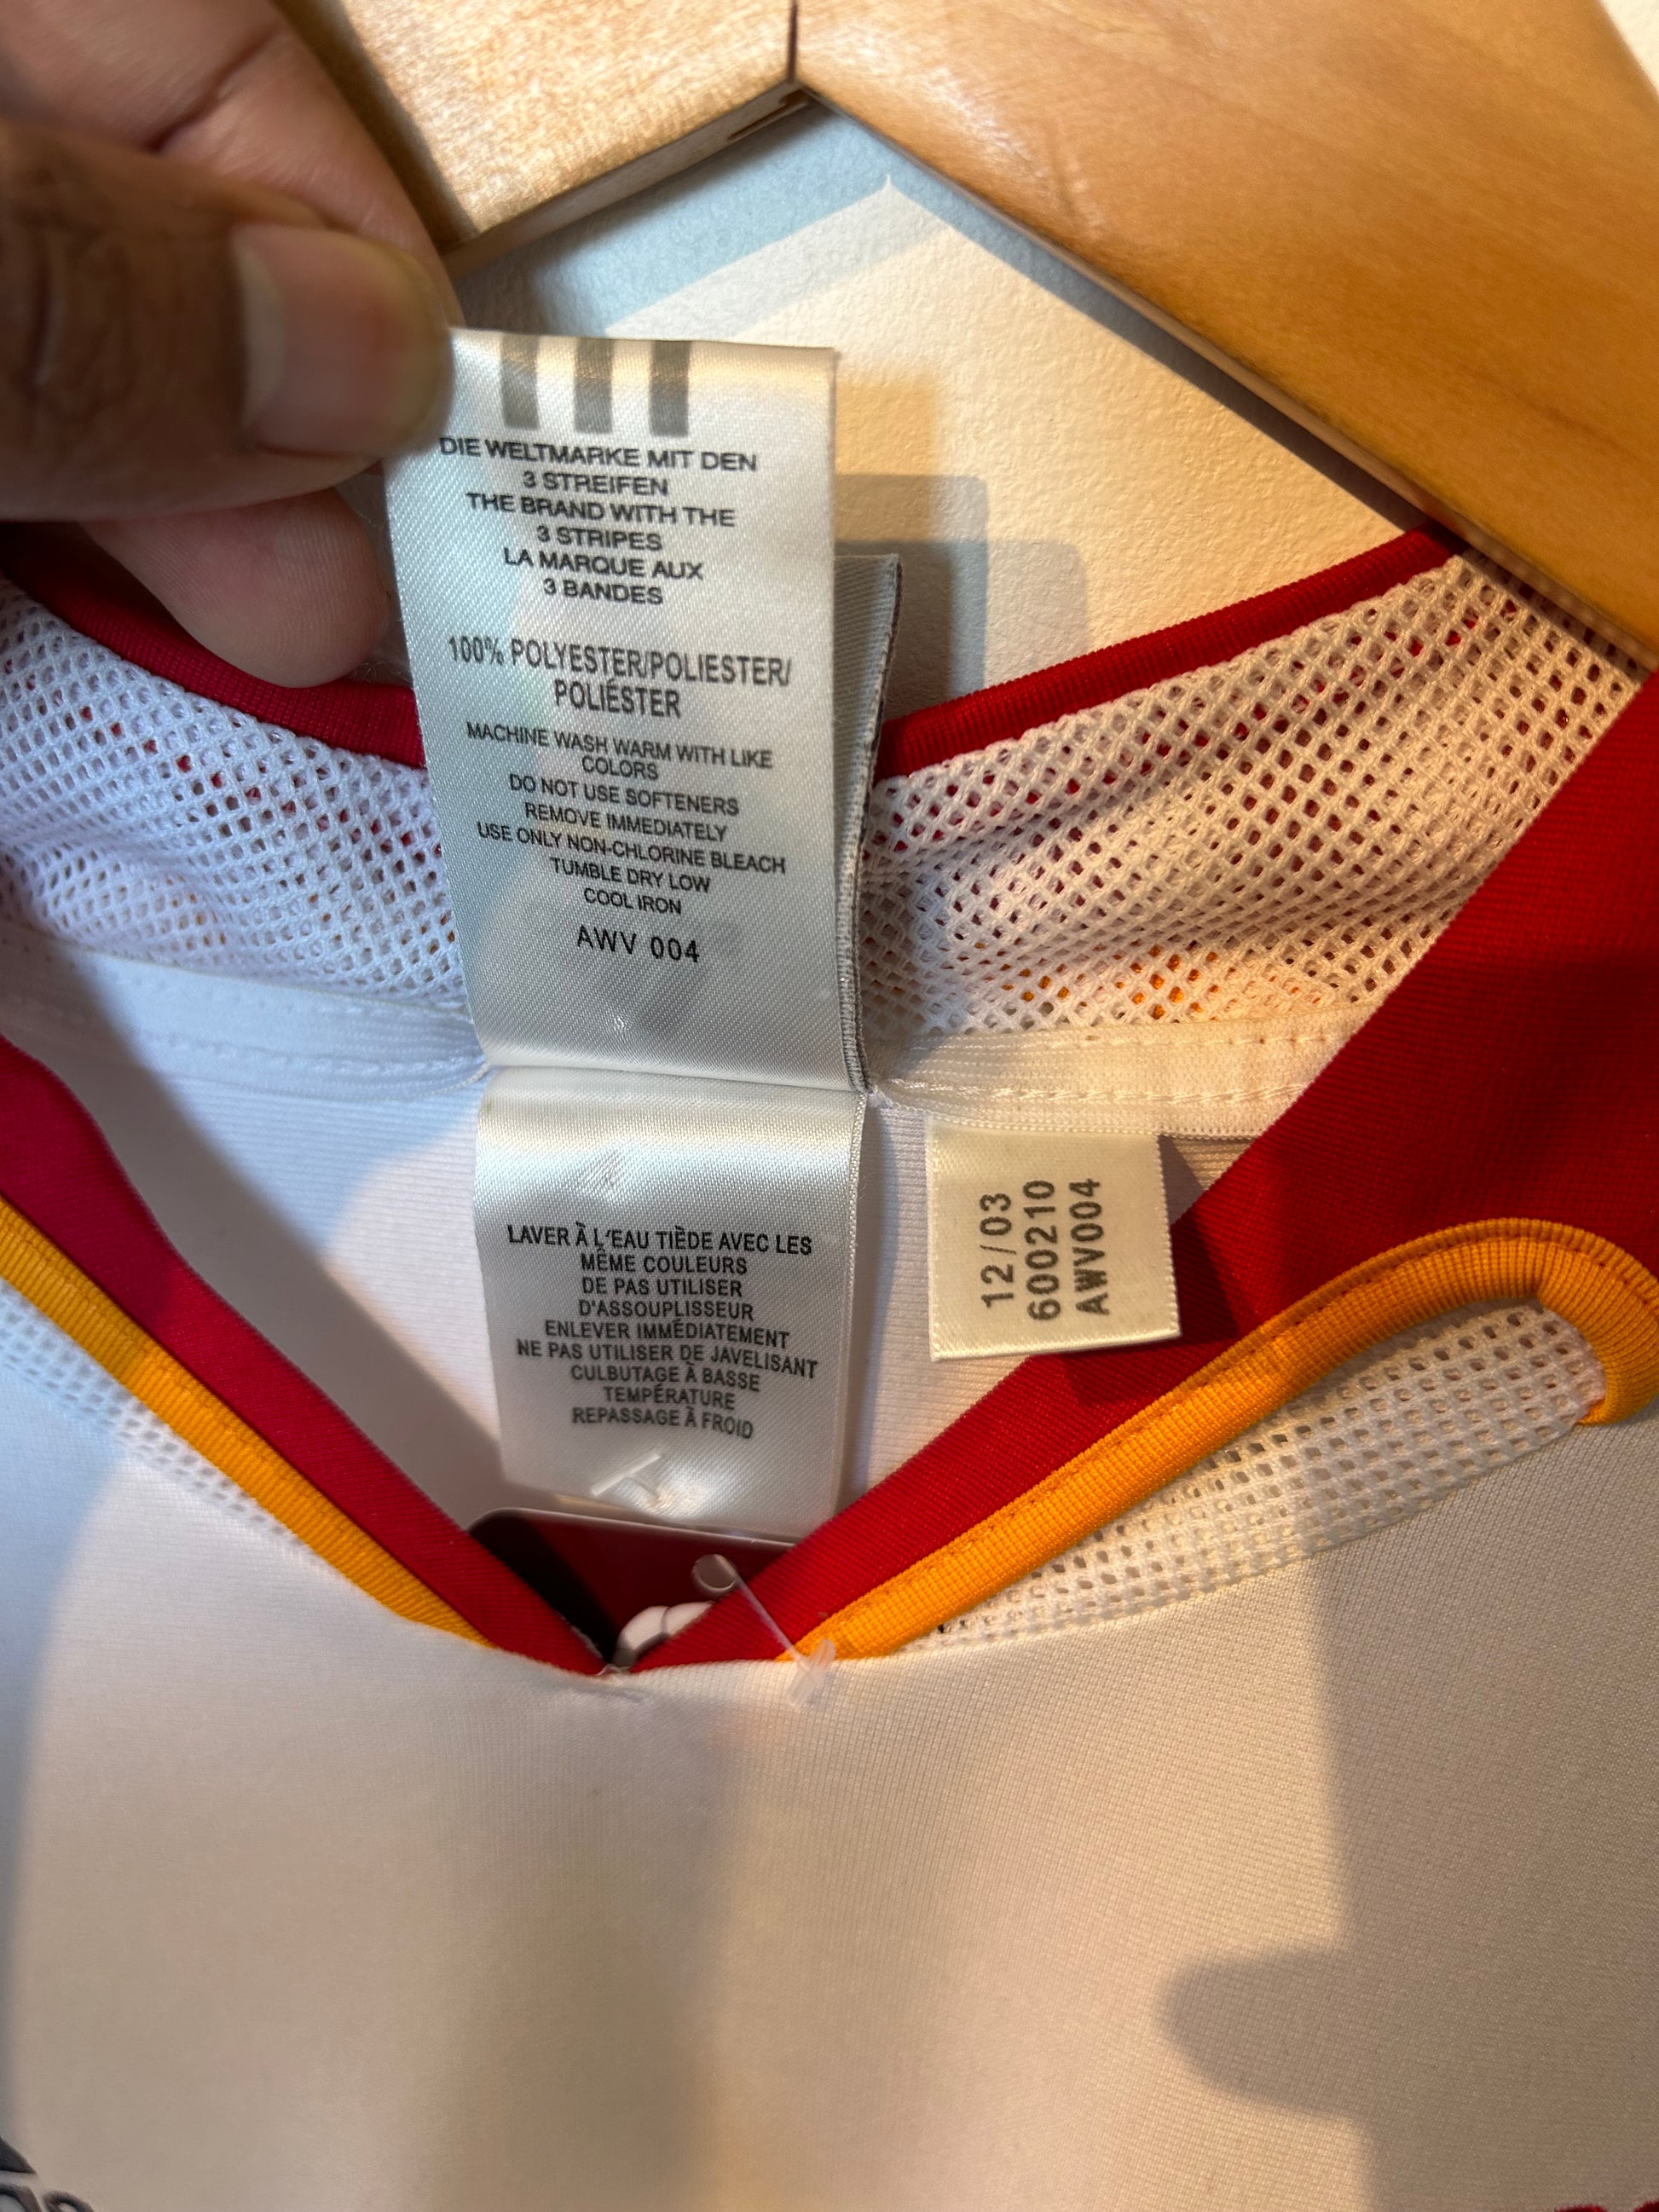 DIE WELTMARKE MIT DEN
3 STREIFEN
THE BRAND WITH THE
3 STRIPES
LA MARQUE AUX
3 BANDES
100% POLYESTER/POLIESTER/
POLIÉSTER
MACHINE WASH WARM WITH LIKE
COLORS
DO NOT USE SOFTENERS
REMOVE IMMEDIATELY
USE ONLY NON-CHLORINE BLEACH
TUMBLE DRY LOW
COOL IRON
AWV 004
LAVER À L'EAU TIÈDE AVEC LES
MÊME COULEURS
DE PAS UTILISER
D'ASSOUPLISSEUR
ENLEVER IMMÉDIATEMENT
NE PAS UTILISER DE JAVELISANT
CULBUTAGE À BASSE
TEMPÉRATURE
REPASSAGE À FROID
12/03
600210
AWV004